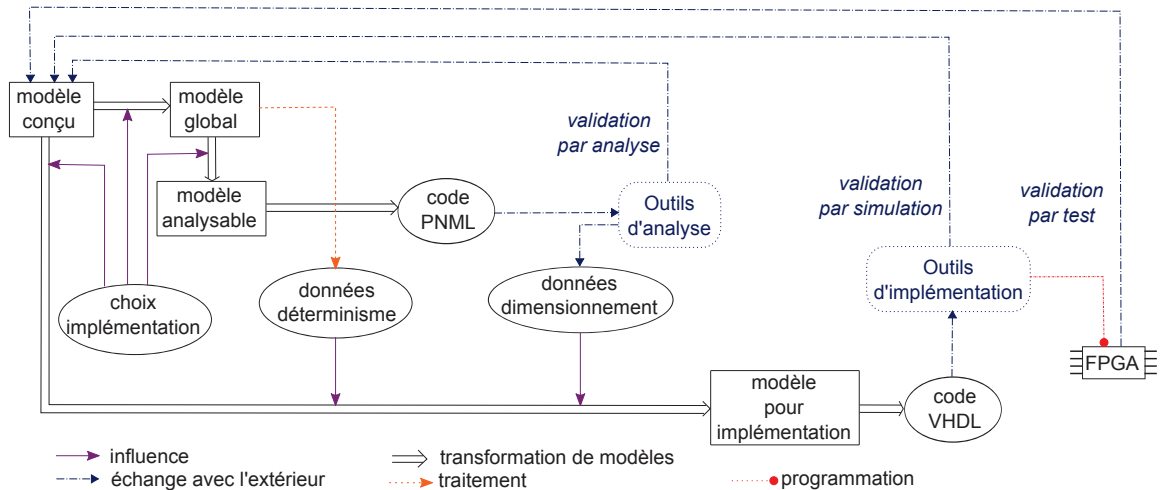 modèle
conçu
modèle
global
validation
par analyse
modèle
analysable
code
PNML
Outils
d'analyse
validation
par simulation
validation
par test
choix
implémentation
données
déterminisme
données
dimensionnement
Outils
d'implémentation
FPGA
modèle
pour
implémentation
code
VHDL
influence
transformation de modèles
échange avec l'extérieur
traitement
programmation